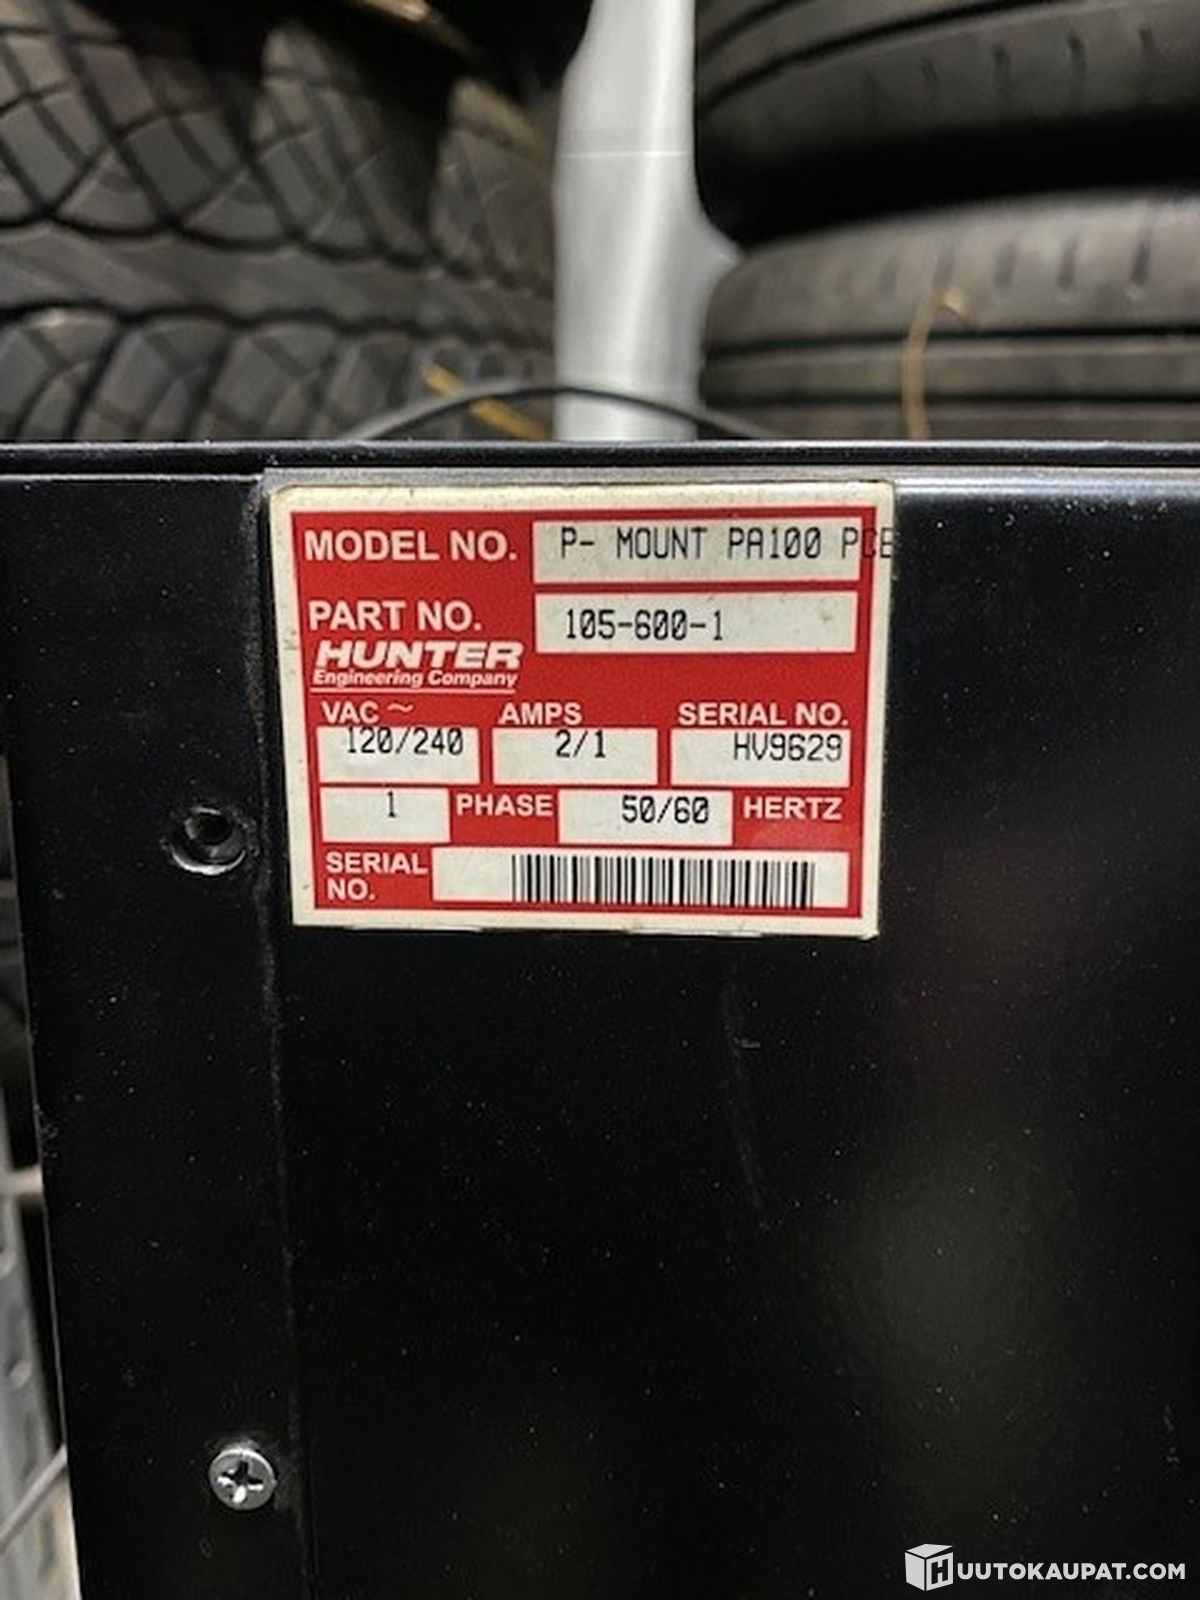 MODEL NO. P- MOUNT PA100 PCB
PART NO. 105-600-1
HUNTER
Engineering Company
VAC ~ AMPS SERIAL NO.
120/240 2/1 HV9629
1 PHASE 50/60 HERTZ
SERIAL
NO.
HUUTOKAUPAT.COM